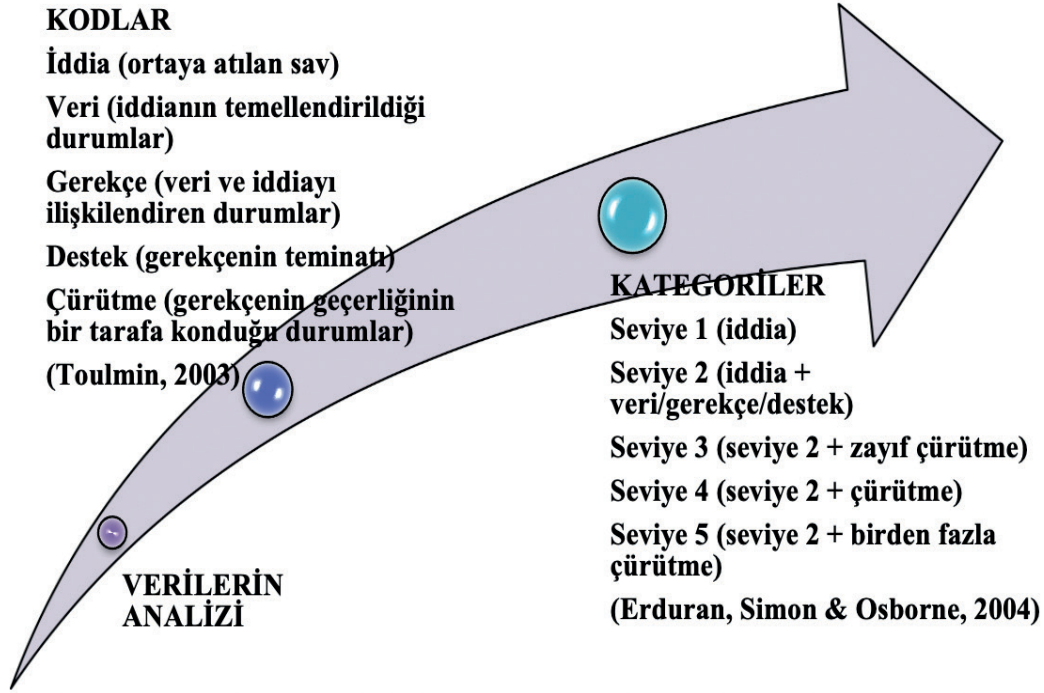 KODLAR
İddia (ortaya atılan sav)
Veri (iddianın temellendirildiği
durumlar)
Gerekçe (veri ve iddiayı
ilişkilendiren durumlar)
Destek (gerekçenin teminatı)
Çürütme (gerekçenin geçerliğinin
bir tarafa konduğu durumlar)
(Toulmin, 2003)
VERİLERİN
ANALİZİ
KATEGORİLER
Seviye 1 (iddia)
Seviye 2 (iddia +
veri/gerekçe/destek)
Seviye 3 (seviye 2 + zayıf çürütme)
Seviye 4 (seviye 2 + çürütme)
Seviye 5 (seviye 2 + birden fazla
çürütme)
(Erduran, Simon & Osborne, 2004)